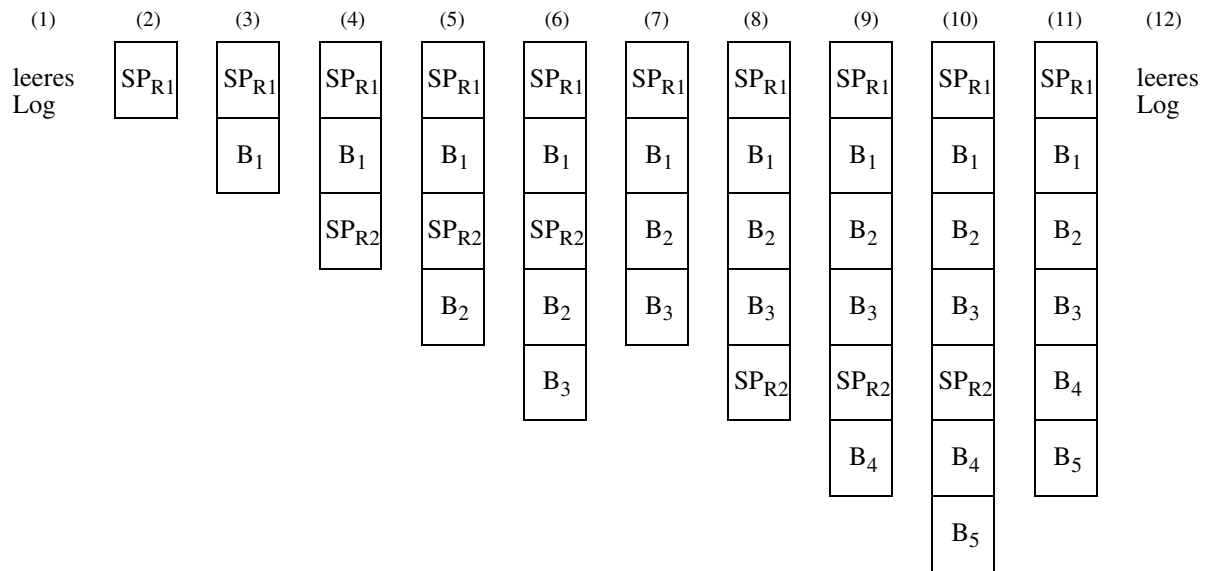 (1) (2) (3) (4) (5) (6) (7) (8) (9) (10) (11) (12)
leeres SP_R1 SP_R1 SP_R1 SP_R1 SP_R1 SP_R1 SP_R1 SP_R1 SP_R1 SP_R1 leeres
Log Log
B_1 B_1 B_1 B_1 B_1 B_1 B_1 B_1 B_1
SP_R2 SP_R2 SP_R2 B_2 B_2 B_2 B_2 B_2
B_2 B_2 B_3 B_3 B_3 B_3 B_3
B_3 SP_R2 SP_R2 SP_R2 B_4
B_4 B_4 B_5
B_5